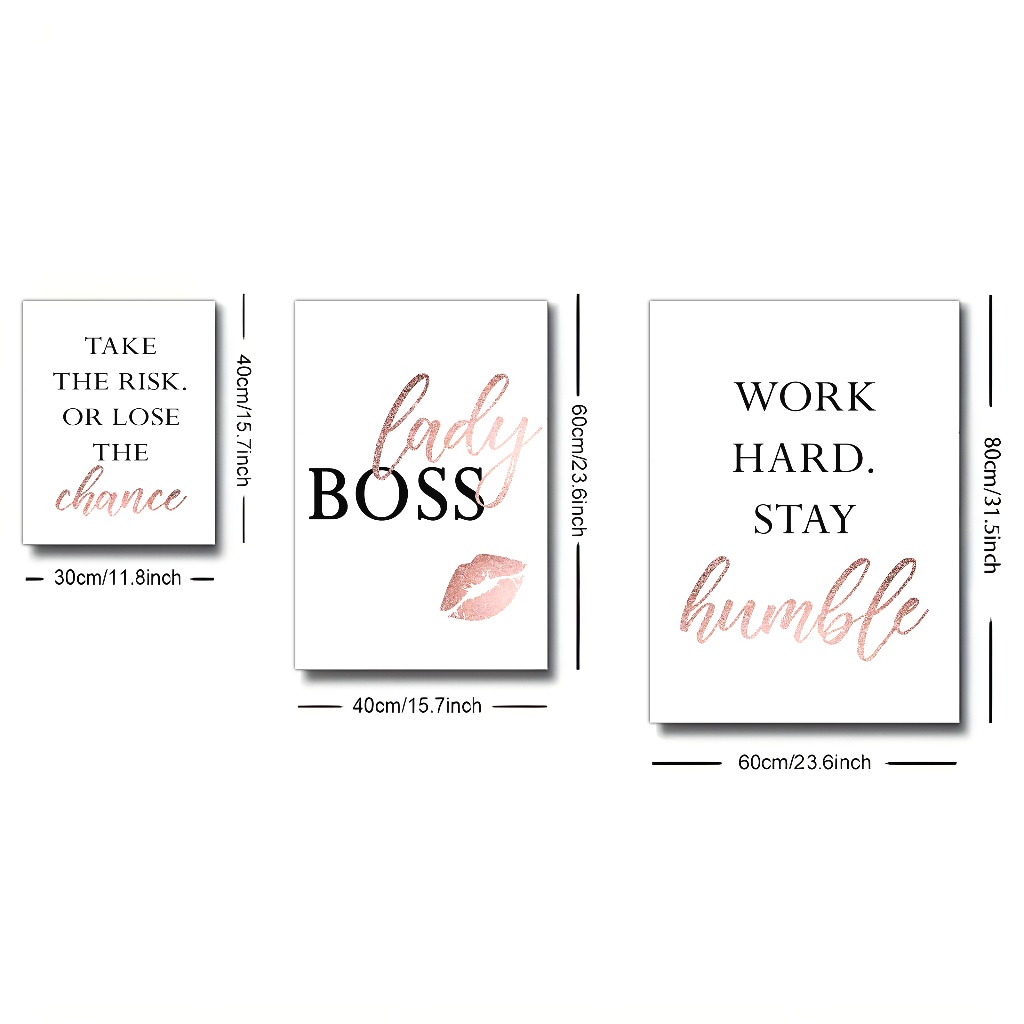 TAKE
THE RISK.
OR LOSE
THE
chance
40cm/15.7inch
30cm/11.8inch
lady
BOSS
60cm/23.6inch
40cm/15.7inch
WORK
HARD.
STAY
humble
80cm/31.5inch
60cm/23.6inch